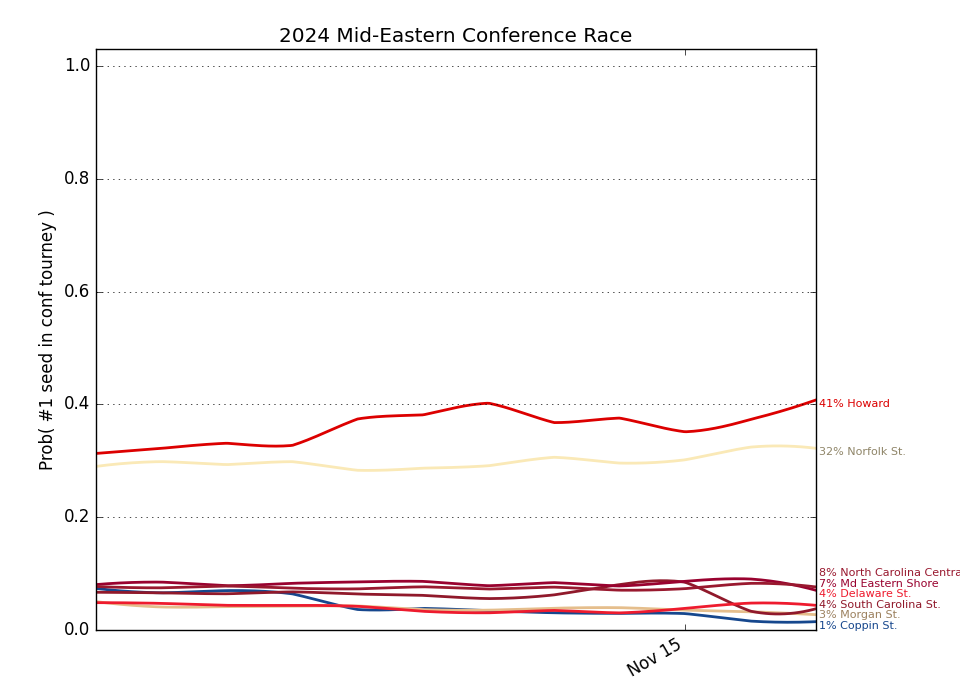 2024 Mid-Eastern Conference Race
Prob( #1 seed in conf tourney )
1.0
0.8
0.6
0.4
0.2
0.0
Nov 15
41% Howard
32% Norfolk St.
8% North Carolina Centra
7% Md Eastern Shore
4% Delaware St.
4% South Carolina St.
3% Morgan St.
1% Coppin St.